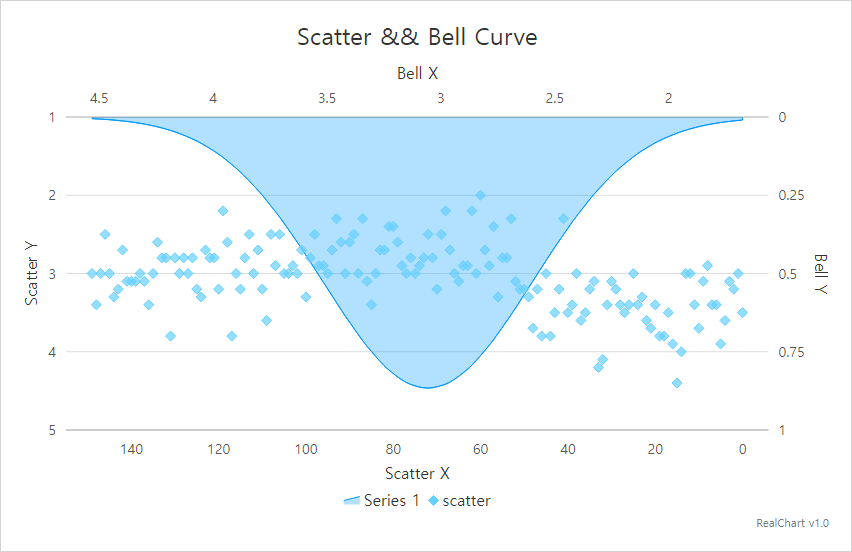 Scatter && Bell Curve
Bell X
4.5 4 3.5 3 2.5 2
1 0
2 0.25
3 0.5
4 0.75
5 1
Scatter Y
Bell Y
140 120 100 80 60 40 20 0
Scatter X
Series 1 scatter
RealChart v1.0